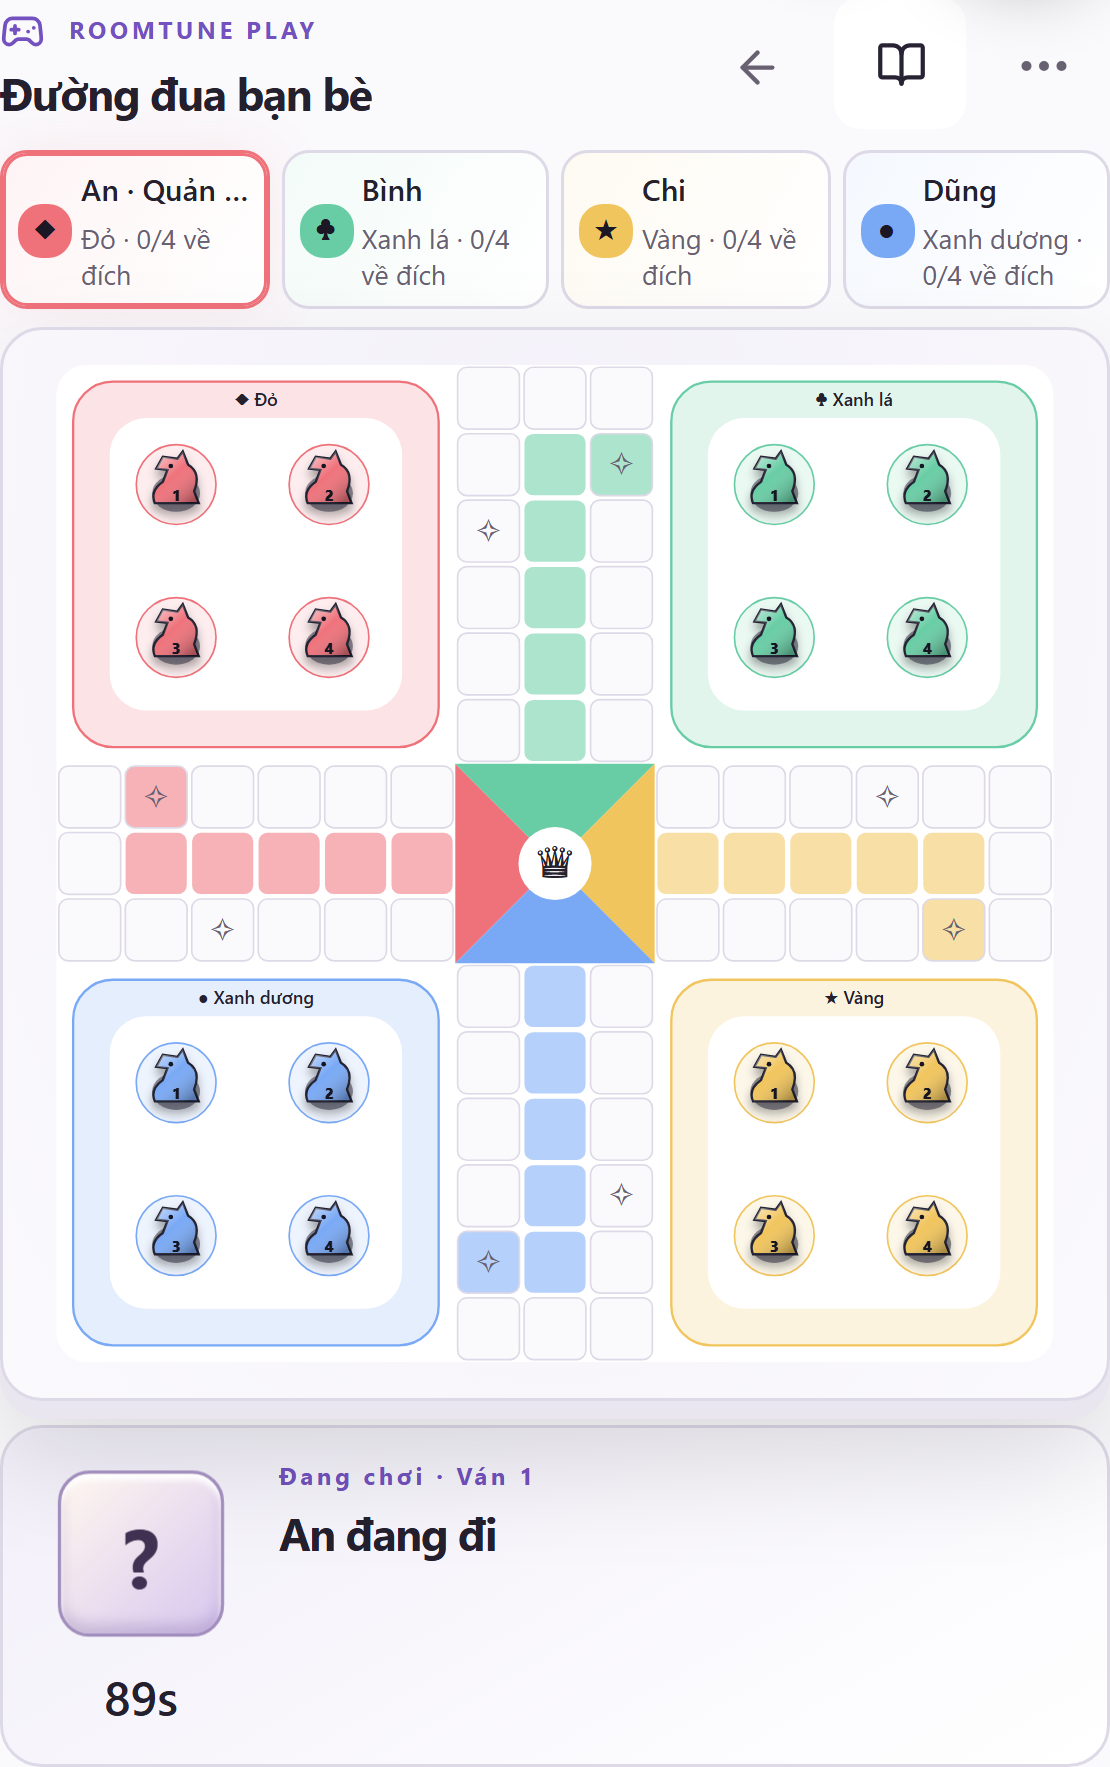 ROOMTUNE PLAY
Đường đua bạn bè
An · Quản ...
Đỏ · 0/4 về
đích
Bình
Xanh lá · 0/4
về đích
Chi
Vàng · 0/4 về
đích
Dũng
Xanh dương ·
0/4 về đích
◆ Đỏ
♣ Xanh lá
1 2
1 2
3 4
3 4
● Xanh dương
★ Vàng
1 2
1 2
3 4
3 4
Đang chơi · Ván 1
An đang đi
?
89s